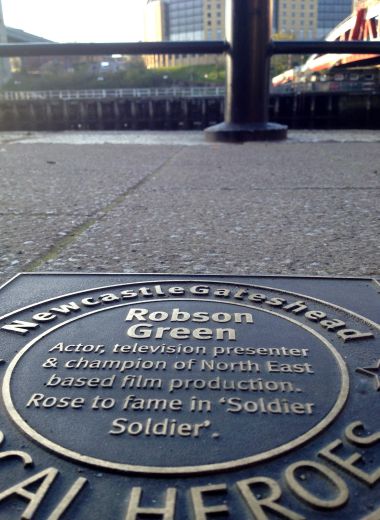 NewcastleGateshead
Robson
Green
Actor, television presenter
& champion of North East
based film production.
Rose to fame in 'Soldier
Soldier'.
HEROES